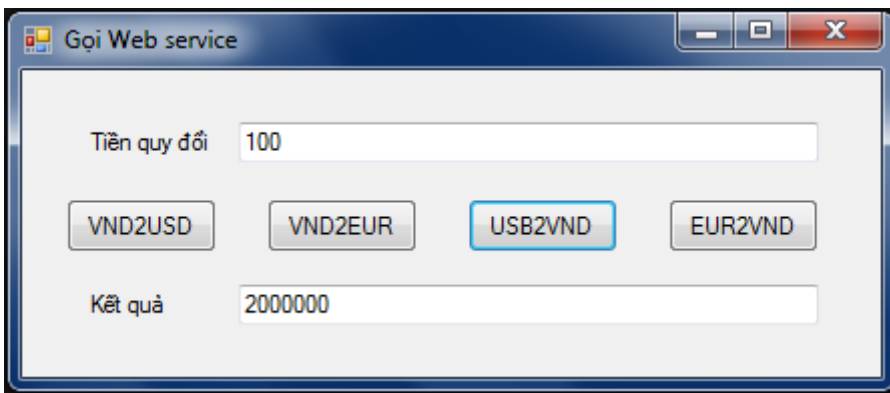 Gọi Web service
Tiền quy đổi 100
VND2USD VND2EUR USB2VND EUR2VND
Kết quả 2000000